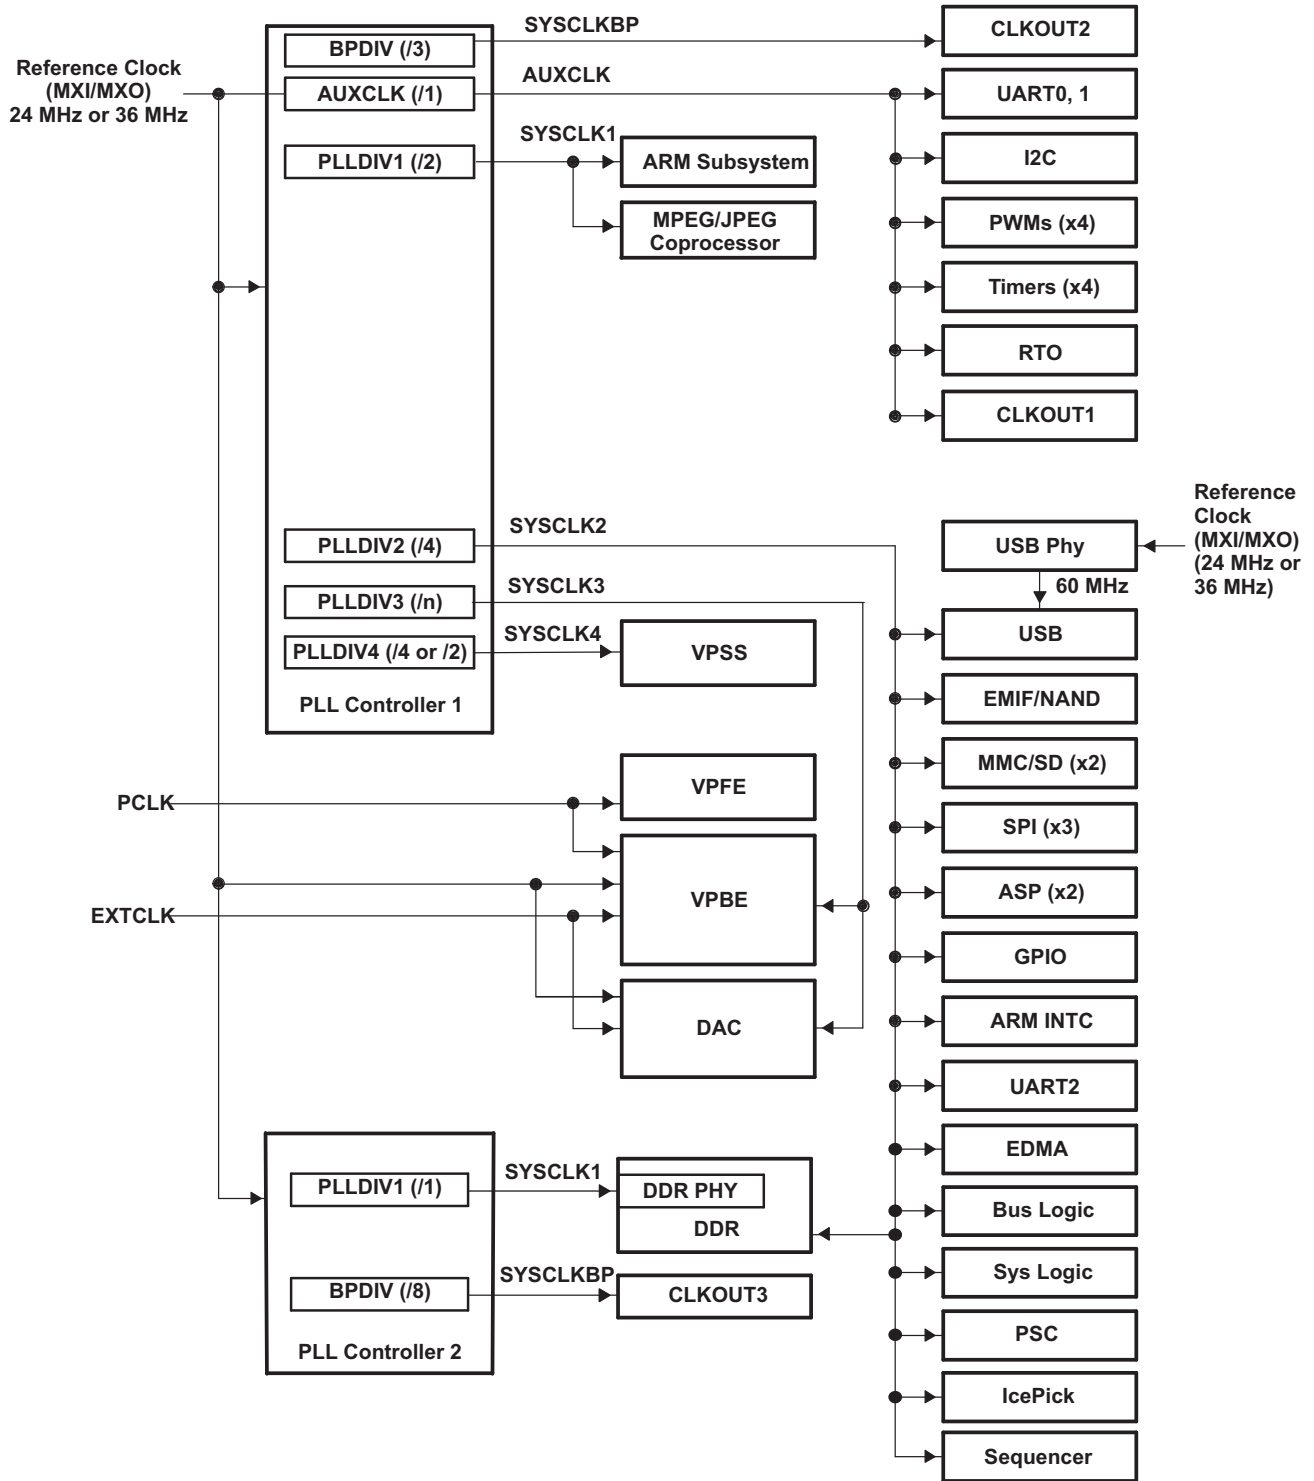 SYSCLKBP
CLKOUT2
BPDIV (/3)
Reference Clock
(MXI/MXO)
24 MHz or 36 MHz
AUXCLK
AUXCLK (/1)
UART0, 1
SYSCLK1
PLLDIV1 (/2)
ARM Subsystem
I2C
MPEG/JPEG
Coprocessor
PWMs (x4)
Timers (x4)
RTO
CLKOUT1
Reference
Clock
(MXI/MXO)
(24 MHz or
36 MHz)
SYSCLK2
PLLDIV2 (/4)
USB Phy
60 MHz
SYSCLK3
PLLDIV3 (/n)
USB
SYSCLK4
PLLDIV4 (/4 or /2)
VPSS
PLL Controller 1
EMIF/NAND
MMC/SD (x2)
VPFE
PCLK
SPI (x3)
VPBE
ASP (x2)
EXTCLK
GPIO
DAC
ARM INTC
UART2
EDMA
SYSCLK1
PLLDIV1 (/1)
DDR PHY
DDR
Bus Logic
Sys Logic
SYSCLKBP
BPDIV (/8)
CLKOUT3
PSC
PLL Controller 2
IcePick
Sequencer